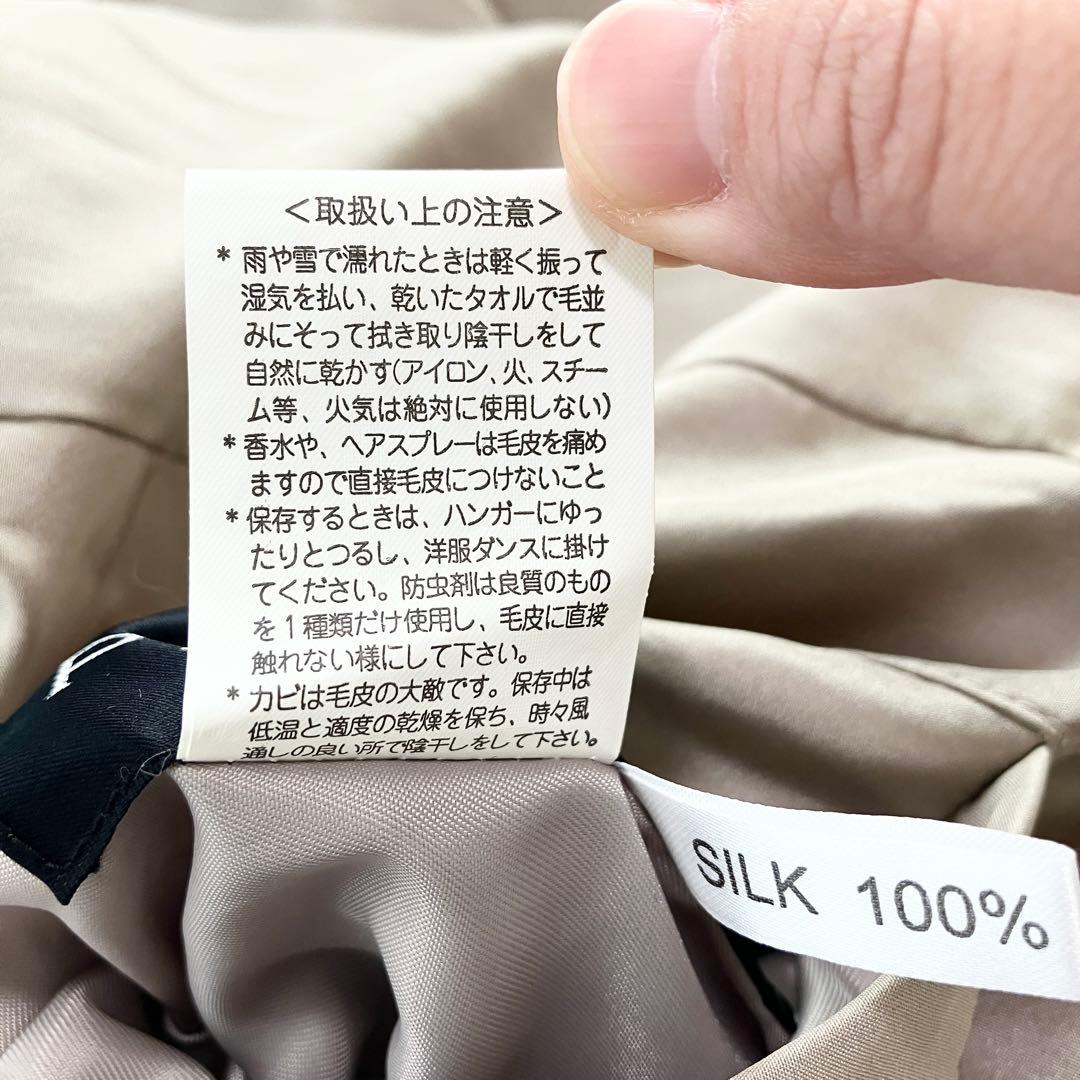 ＜取扱い上の注意＞
* 雨や雪で濡れたときは軽く振って
湿気を払い、乾いたタオルで毛並
みにそって拭き取り陰干しをして
自然に乾かす(アイロン、火、スチー
ム等、火気は絶対に使用しない)
* 香水や、ヘアスプレーは毛皮を痛め
ますので直接毛皮につけないこと
* 保存するときは、ハンガーにゆっ
たりとつるし、洋服ダンスに掛け
てください。防虫剤は良質のもの
を1種類だけ使用し、毛皮に直接
触れない様にして下さい。
* カビは毛皮の大敵です。保存中は
低温と適度の乾燥を保ち、時々風
通しの良い所で陰干しをして下さい。
SILK 100%